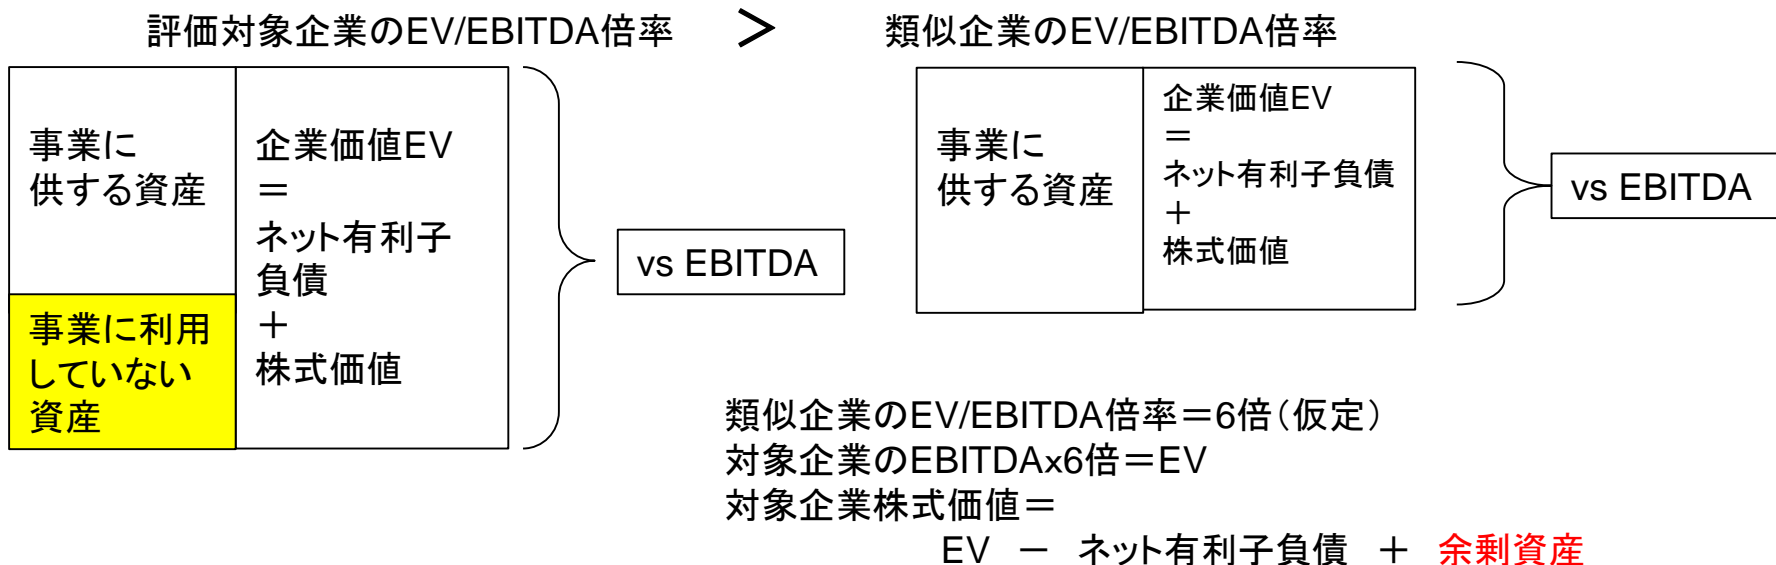 評価対象企業のEV/EBITDA倍率 ＞ 類似企業のEV/EBITDA倍率
事業に
供する資産
事業に利用
していない
資産
企業価値EV
＝
ネット有利子
負債
＋
株式価値
vs EBITDA
事業に
供する資産
企業価値EV
＝
ネット有利子負債
＋
株式価値
vs EBITDA
類似企業のEV/EBITDA倍率＝6倍（仮定）
対象企業のEBITDAx6倍＝EV
対象企業株式価値＝
EV － ネット有利子負債 ＋ 余剰資産